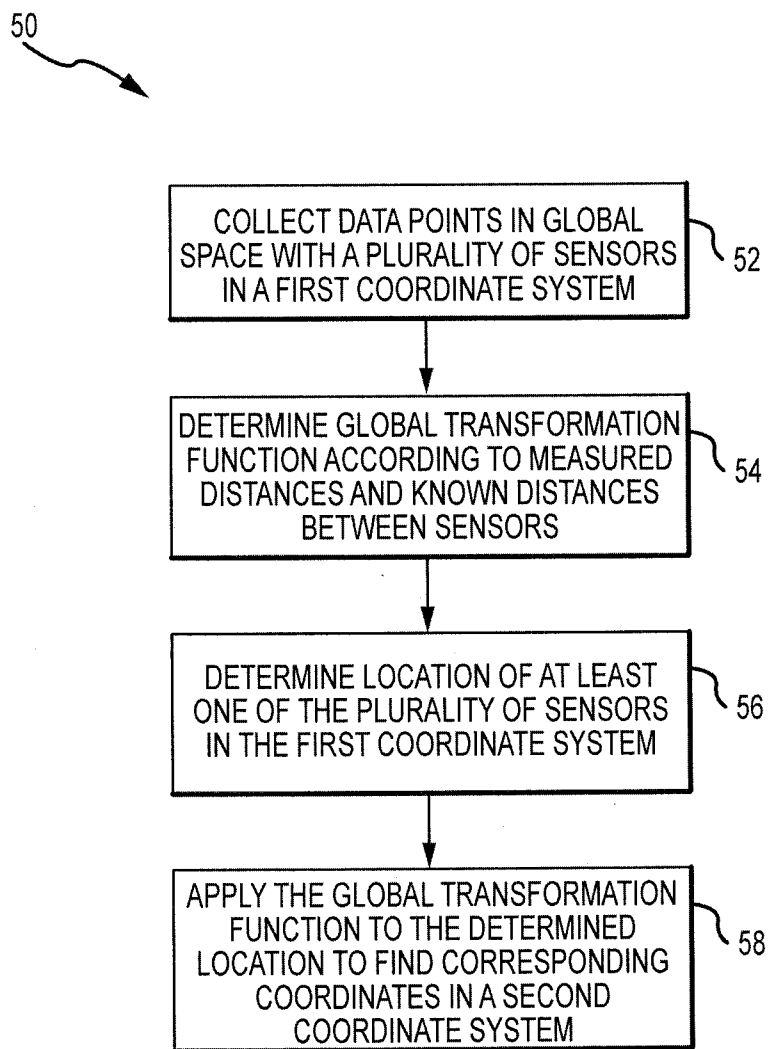 50
COLLECT DATA POINTS IN GLOBAL
SPACE WITH A PLURALITY OF SENSORS
IN A FIRST COORDINATE SYSTEM
52
DETERMINE GLOBAL TRANSFORMATION
FUNCTION ACCORDING TO MEASURED
DISTANCES AND KNOWN DISTANCES
BETWEEN SENSORS
54
DETERMINE LOCATION OF AT LEAST
ONE OF THE PLURALITY OF SENSORS
IN THE FIRST COORDINATE SYSTEM
56
APPLY THE GLOBAL TRANSFORMATION
FUNCTION TO THE DETERMINED
LOCATION TO FIND CORRESPONDING
COORDINATES IN A SECOND
COORDINATE SYSTEM
58